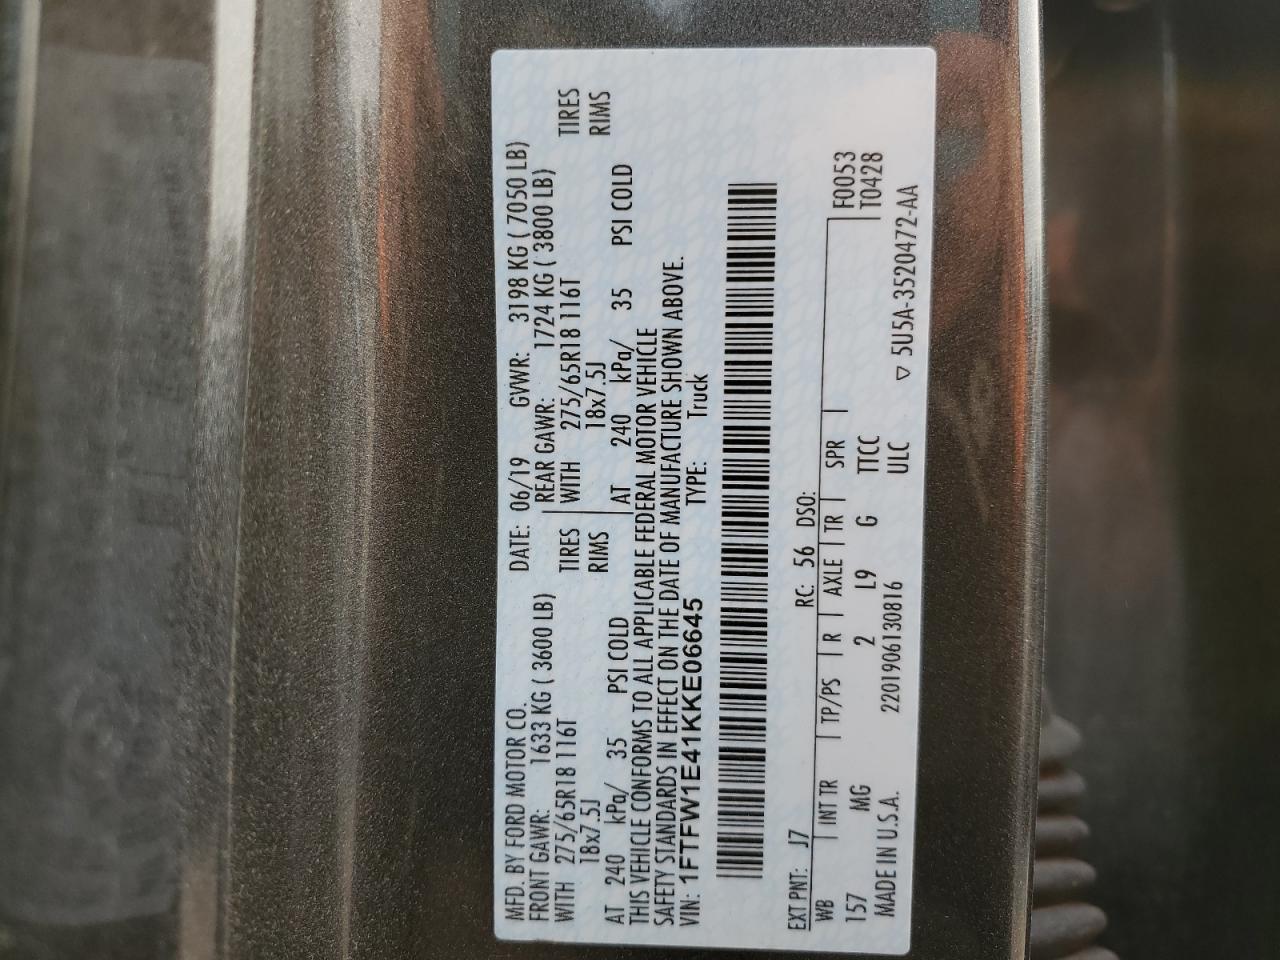 MFD. BY FORD MOTOR CO. DATE: 06/19 GVWR: 3198 KG ( 7050 LB)
FRONT GAWR: 1633 KG ( 3600 LB) REAR GAWR: 1724 KG ( 3800 LB)
WITH 275/65R18 116T TIRES WITH 275/65R18 116T TIRES
18x7.5J RIMS 18x7.5J RIMS
AT 240 kPa/ 35 PSI COLD AT 240 kPa/ 35 PSI COLD
THIS VEHICLE CONFORMS TO ALL APPLICABLE FEDERAL MOTOR VEHICLE
SAFETY STANDARDS IN EFFECT ON THE DATE OF MANUFACTURE SHOWN ABOVE.
VIN: 1FTFW1E41KKE06645 TYPE: Truck
EXT PNT: J7 RC: 56 DSO:
WB | INT TR | TP/PS | R | AXLE | TR | SPR | F0053
157 MG 2 L9 G TTCC T0428
MADE IN U.S.A. 2201906130816 ULC ▽ 5U5A-3520472-AA